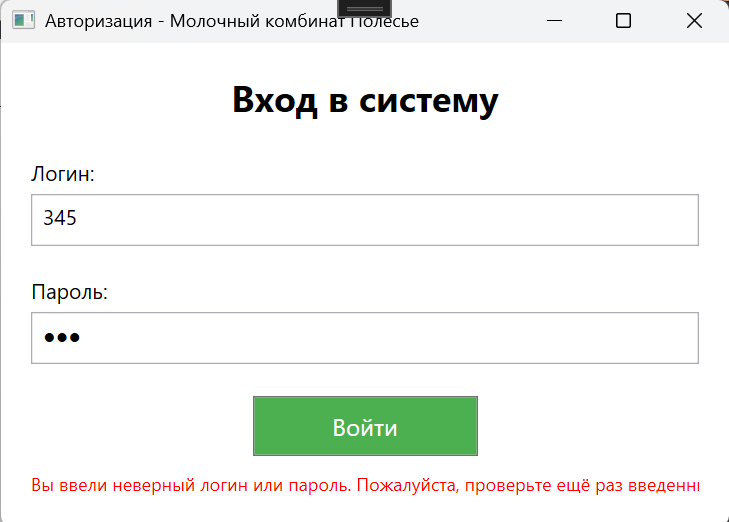 Авторизация - Молочный комбинат Полесье
Вход в систему
Логин:
345
Пароль:
●●●
Войти
Вы ввели неверный логин или пароль. Пожалуйста, проверьте ещё раз